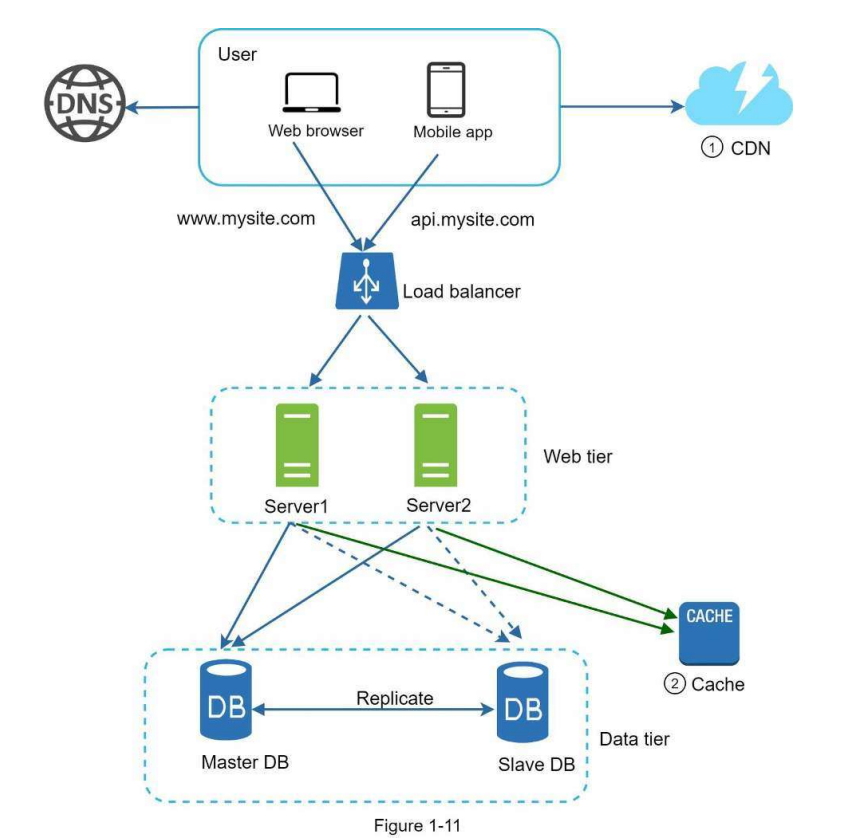 User
DNS
Web browser
Mobile app
1 CDN
www.mysite.com
api.mysite.com
Load balancer
Web tier
Server1
Server2
CACHE
2 Cache
Replicate
DB
DB
Master DB
Slave DB
Data tier
Figure 1-11